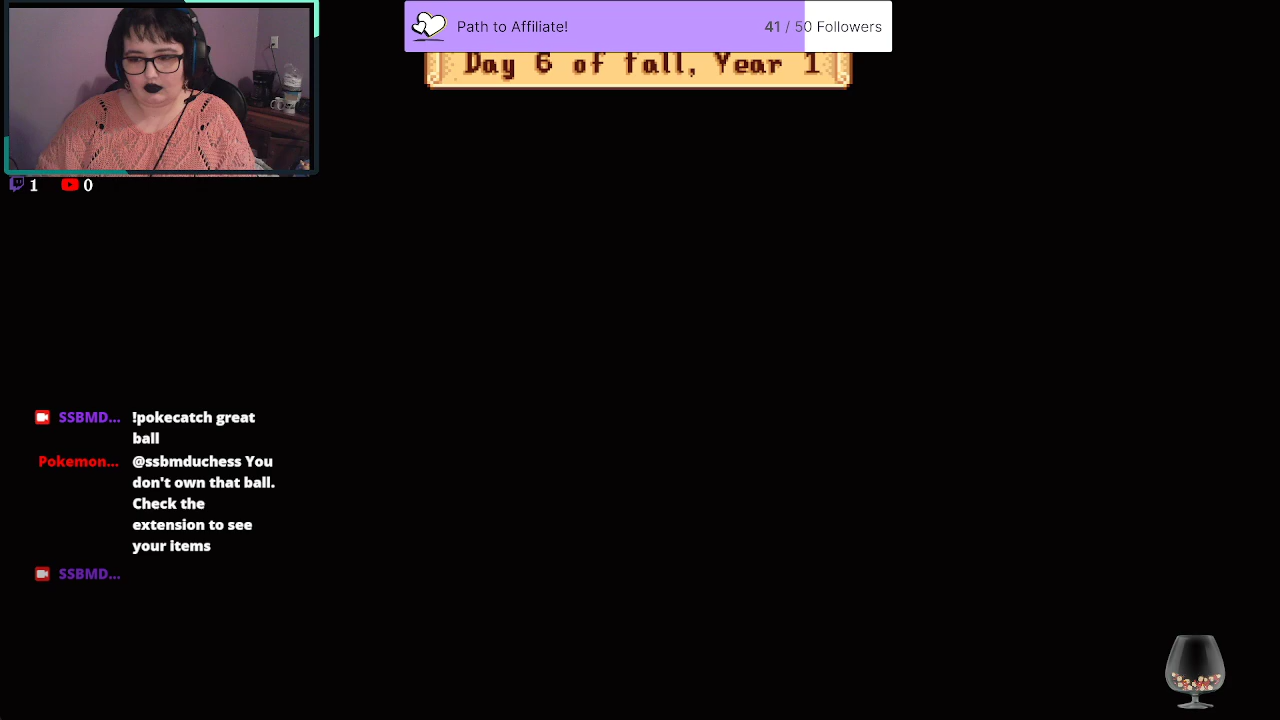 Path to Affiliate! 41 / 50 Followers
Day 6 of fall, Year 1
1 0
SSBMD... !pokecatch great
ball
Pokemon... @ssbmduchess You
don't own that ball.
Check the
extension to see
your items
SSBMD...